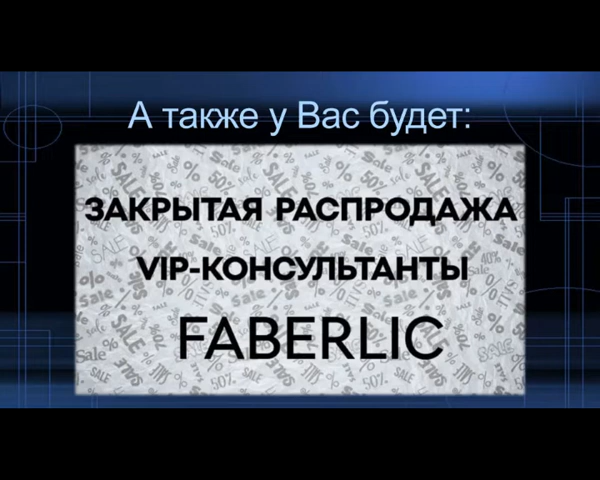 А также у Вас будет:
ЗАКРЫТАЯ РАСПРОДАЖА
VIP-КОНСУЛЬТАНТЫ
FABERLIC